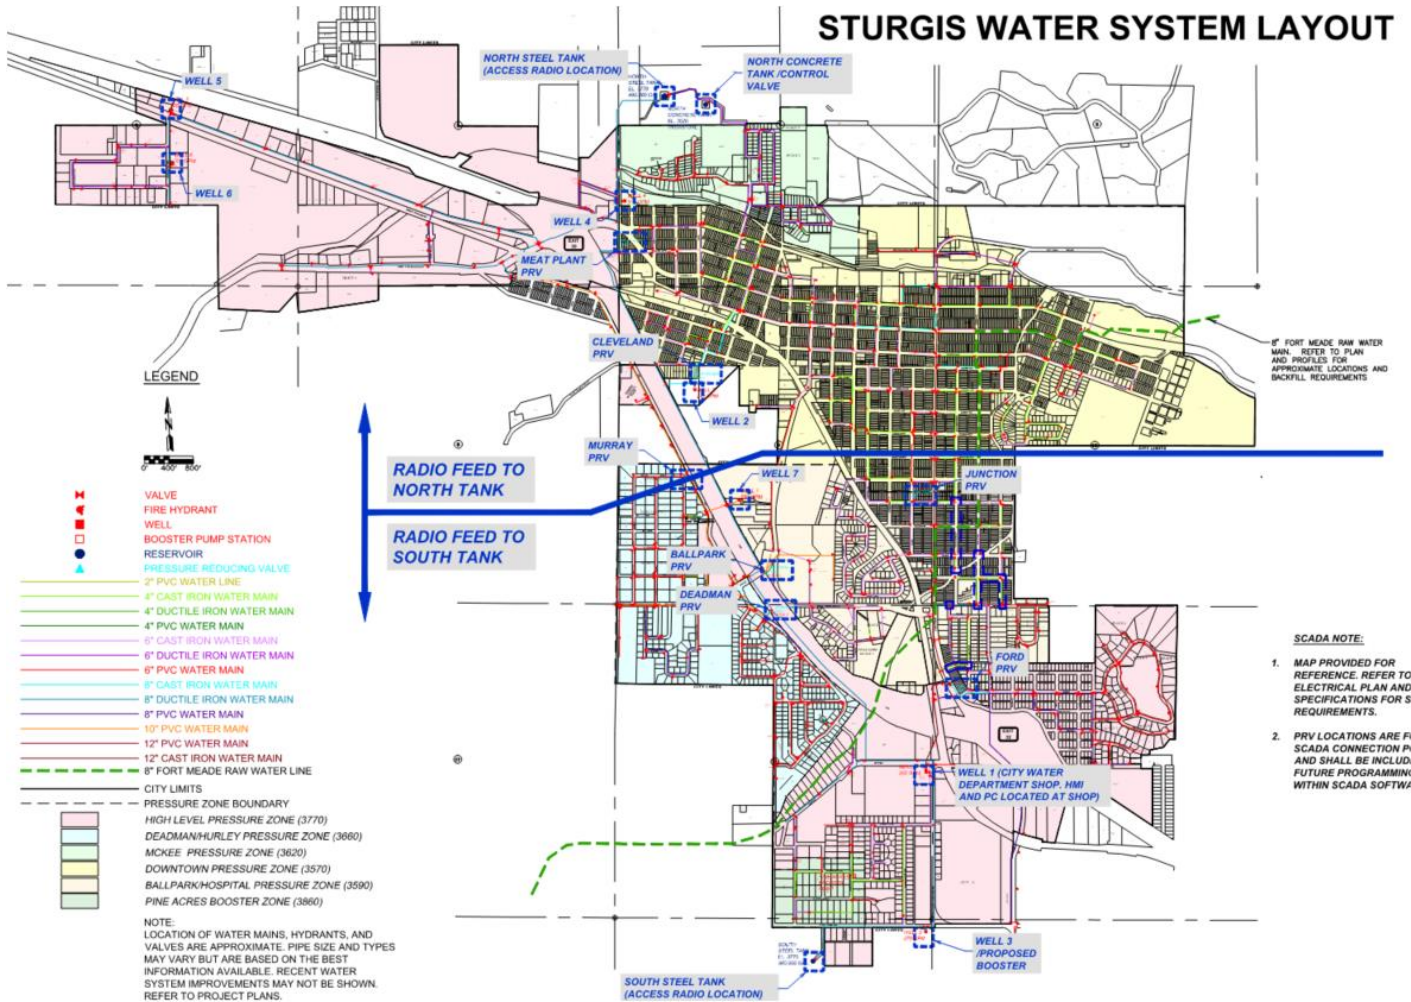 STURGIS WATER SYSTEM LAYOUT
NORTH STEEL TANK
(ACCESS RADIO LOCATION)
NORTH CONCRETE
TANK /CONTROL
VALVE
WELL 5
WELL 6
WELL 4
MEAT PLANT
PRV
CLEVELAND
PRV
WELL 2
8" FORT MEADE RAW WATER
MAIN. REFER TO PLAN
AND PROFILES FOR
APPROXIMATE LOCATIONS AND
BACKFILL REQUIREMENTS
MURRAY
PRV
WELL 7
JUNCTION
PRV
BALLPARK
PRV
DEADMAN
PRV
FORD
PRV
WELL 1 (CITY WATER
DEPARTMENT SHOP. HMI
AND PC LOCATED AT SHOP)
WELL 3
/PROPOSED
BOOSTER
SOUTH STEEL TANK
(ACCESS RADIO LOCATION)
RADIO FEED TO
NORTH TANK
RADIO FEED TO
SOUTH TANK
LEGEND
0' 400' 800'
VALVE
FIRE HYDRANT
WELL
BOOSTER PUMP STATION
RESERVOIR
PRESSURE REDUCING VALVE
2" PVC WATER LINE
4" CAST IRON WATER MAIN
4" DUCTILE IRON WATER MAIN
4" PVC WATER MAIN
6" CAST IRON WATER MAIN
6" DUCTILE IRON WATER MAIN
6" PVC WATER MAIN
8" CAST IRON WATER MAIN
8" DUCTILE IRON WATER MAIN
8" PVC WATER MAIN
10" PVC WATER MAIN
12" PVC WATER MAIN
12" CAST IRON WATER MAIN
8" FORT MEADE RAW WATER LINE
CITY LIMITS
PRESSURE ZONE BOUNDARY
HIGH LEVEL PRESSURE ZONE (3770)
DEADMAN/HURLEY PRESSURE ZONE (3660)
MCKEE PRESSURE ZONE (3620)
DOWNTOWN PRESSURE ZONE (3570)
BALLPARK/HOSPITAL PRESSURE ZONE (3590)
PINE ACRES BOOSTER ZONE (3860)
NOTE:
LOCATION OF WATER MAINS, HYDRANTS, AND
VALVES ARE APPROXIMATE. PIPE SIZE AND TYPES
MAY VARY BUT ARE BASED ON THE BEST
INFORMATION AVAILABLE. RECENT WATER
SYSTEM IMPROVEMENTS MAY NOT BE SHOWN.
REFER TO PROJECT PLANS.
SCADA NOTE:
1. MAP PROVIDED FOR
REFERENCE. REFER TO
ELECTRICAL PLAN AND
SPECIFICATIONS FOR S
REQUIREMENTS.
2. PRV LOCATIONS ARE F
SCADA CONNECTION P
AND SHALL BE INCLUD
FUTURE PROGRAMMIN
WITHIN SCADA SOFTWA